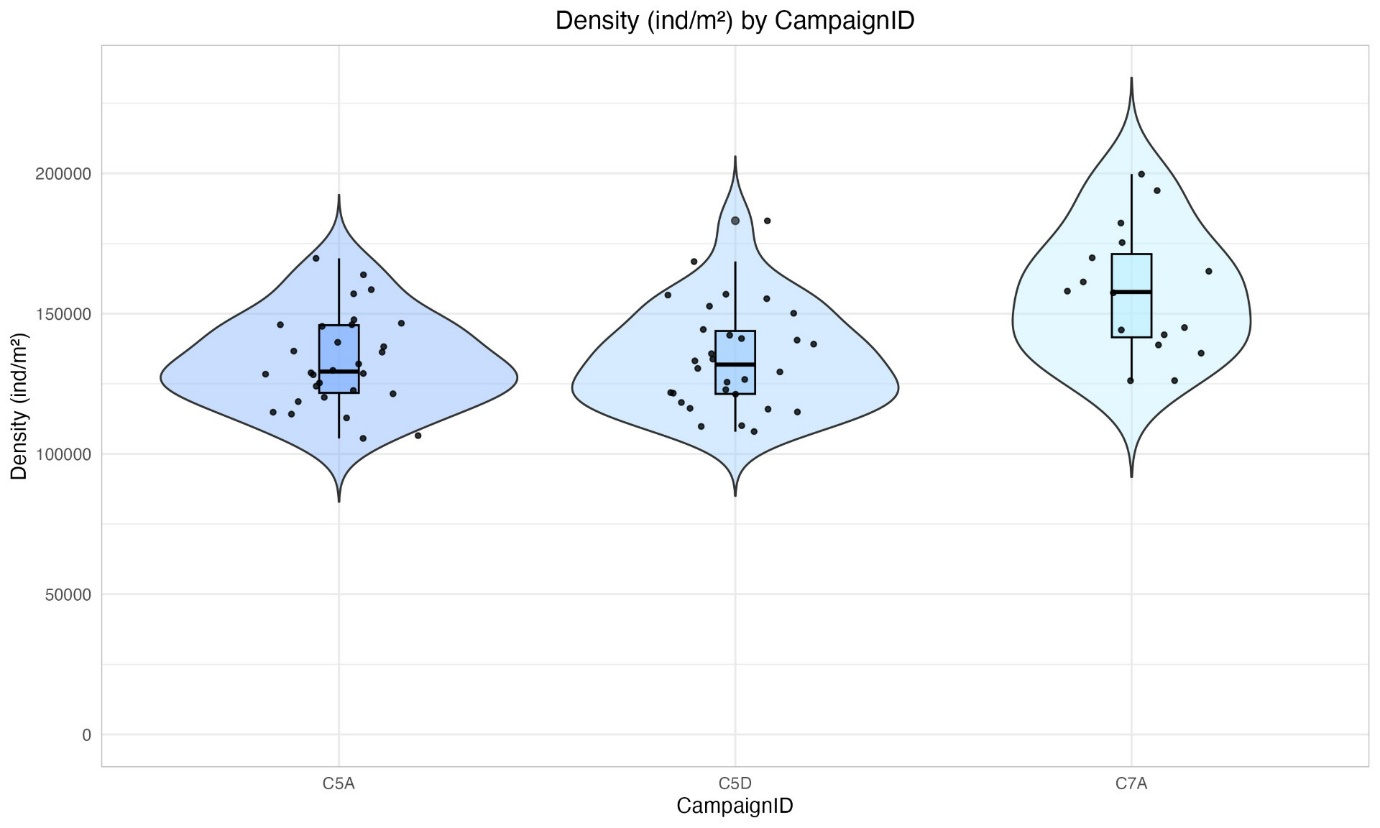 Density (ind/m²) by CampaignID
Density (ind/m²)
200000
150000
100000
50000
0
C5A C5D C7A
CampaignID